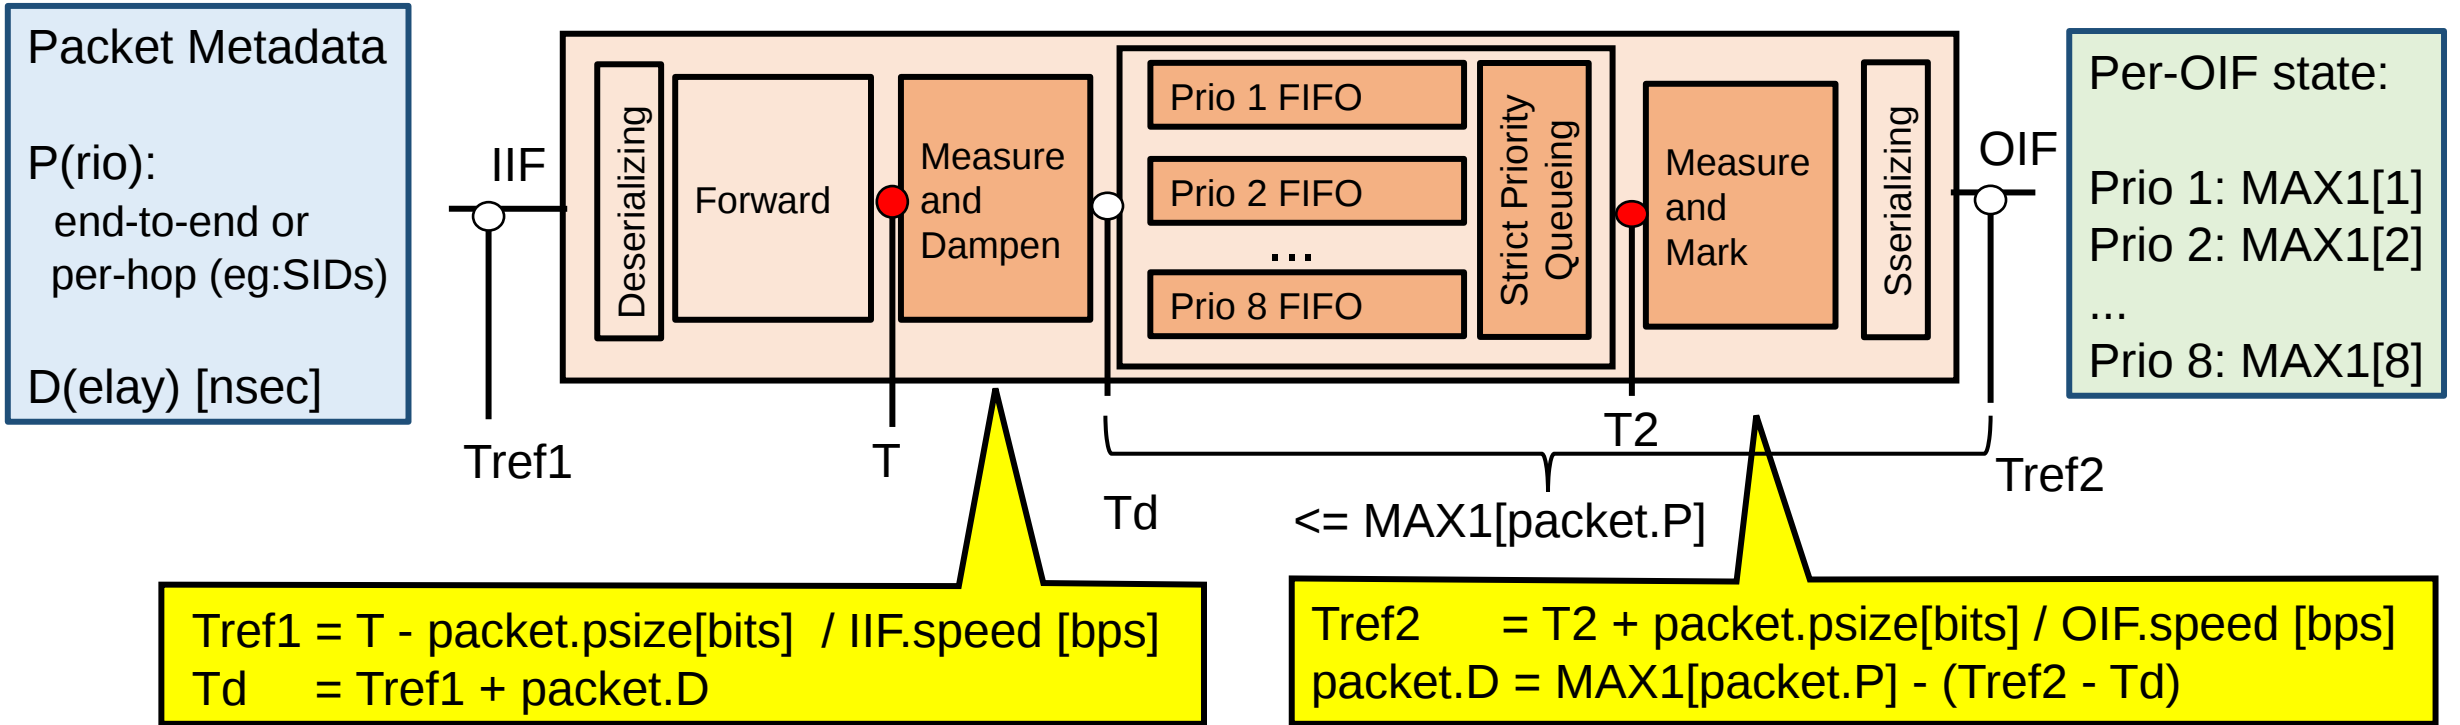 Packet Metadata
P(rio):
end-to-end or
per-hop (eg:SIDs)
D(elay) [nsec]
IIF
Tref1
Deserializing
Forward
T
Measure
and
Dampen
Td
Prio 1 FIFO
Prio 2 FIFO
...
Prio 8 FIFO
Strict Priority
Queueing
T2
Measure
and
Mark
Sserializing
OIF
Tref2
<= MAX1[packet.P]
Per-OIF state:
Prio 1: MAX1[1]
Prio 2: MAX1[2]
...
Prio 8: MAX1[8]
Tref1 = T - packet.psize[bits] / IIF.speed [bps]
Td = Tref1 + packet.D
Tref2 = T2 + packet.psize[bits] / OIF.speed [bps]
packet.D = MAX1[packet.P] - (Tref2 - Td)